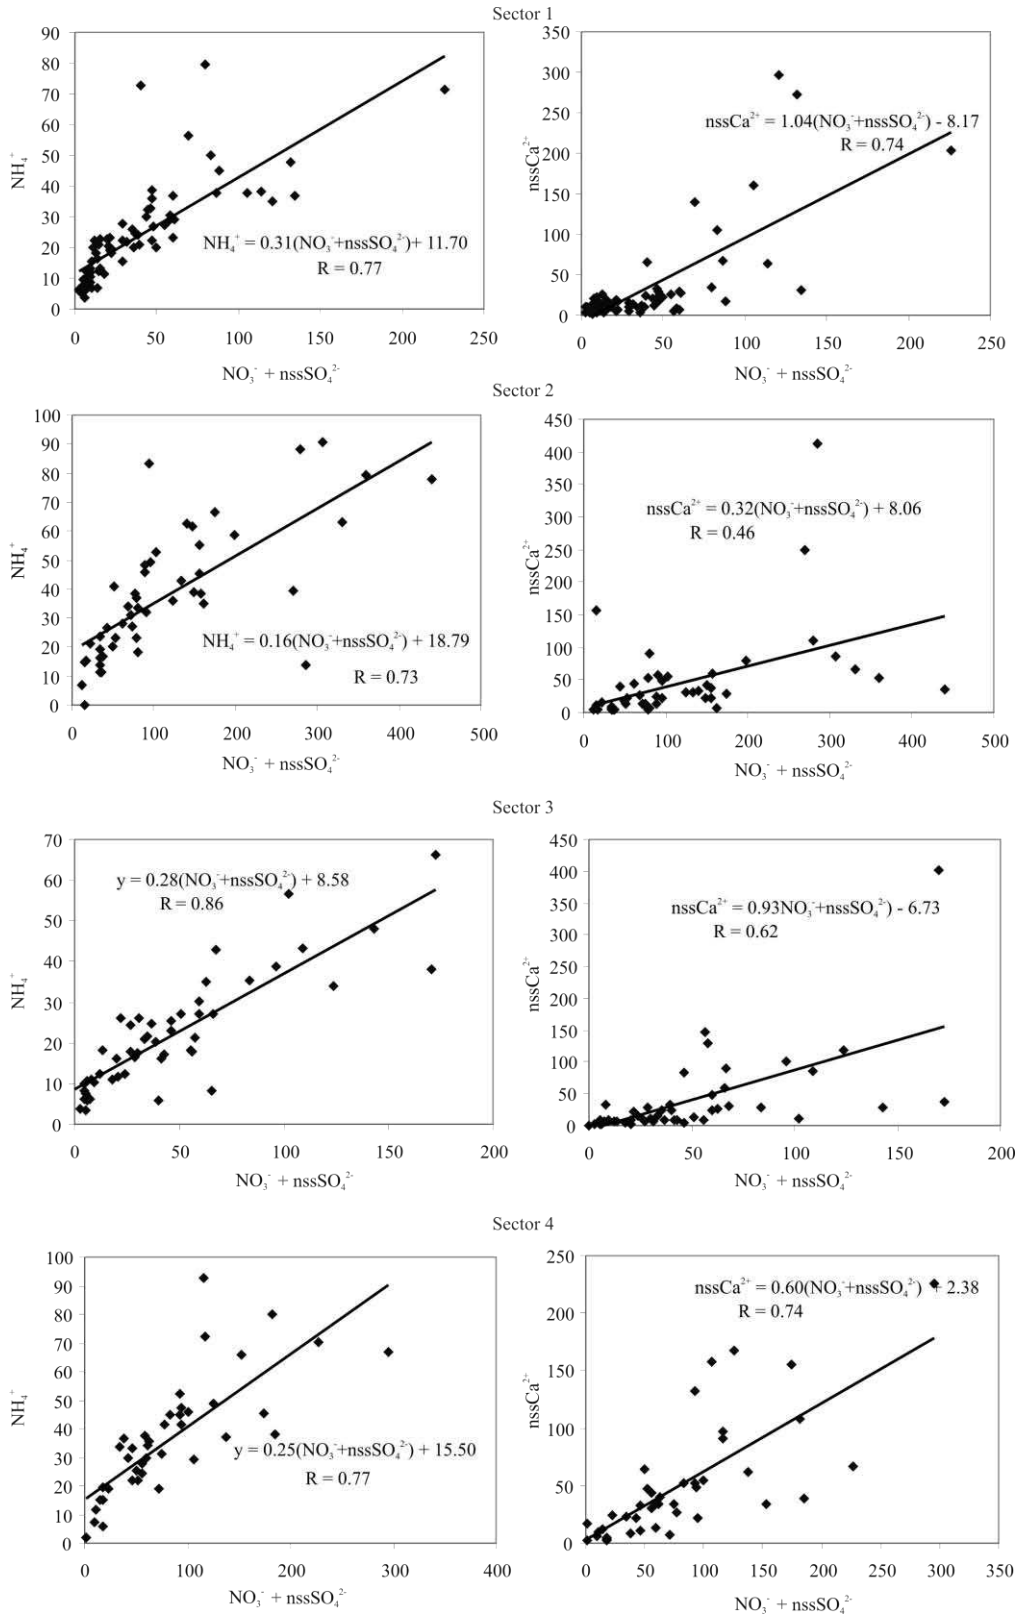 Sector 1
90
80
70
60
50
40
30
20
10
0
NH₄⁺
NH₄⁺ = 0.31(NO₃⁻+nssSO₄²⁻)+ 11.70
R = 0.77
0 50 100 150 200 250
NO₃⁻ + nssSO₄²⁻
350
300
250
200
150
100
50
0
nssCa²⁺
nssCa²⁺ = 1.04(NO₃⁻+nssSO₄²⁻) - 8.17
R = 0.74
0 50 100 150 200 250
NO₃⁻ + nssSO₄²⁻
Sector 2
100
90
80
70
60
50
40
30
20
10
0
NH₄⁺
NH₄⁺ = 0.16(NO₃⁻+nssSO₄²⁻) + 18.79
R = 0.73
0 100 200 300 400 500
NO₃⁻ + nssSO₄²⁻
450
400
350
300
250
200
150
100
50
0
nssCa²⁺
nssCa²⁺ = 0.32(NO₃⁻+nssSO₄²⁻) + 8.06
R = 0.46
0 100 200 300 400 500
NO₃⁻ + nssSO₄²⁻
Sector 3
70
60
50
40
30
20
10
0
NH₄⁺
y = 0.28(NO₃⁻+nssSO₄²⁻) + 8.58
R = 0.86
0 50 100 150 200
NO₃⁻ + nssSO₄²⁻
450
400
350
300
250
200
150
100
50
0
nssCa²⁺
nssCa²⁺ = 0.93NO₃⁻+nssSO₄²⁻) - 6.73
R = 0.62
0 50 100 150 200
NO₃⁻ + nssSO₄²⁻
Sector 4
100
90
80
70
60
50
40
30
20
10
0
NH₄⁺
y = 0.25(NO₃⁻+nssSO₄²⁻) + 15.50
R = 0.77
0 100 200 300 400
NO₃⁻ + nssSO₄²⁻
250
200
150
100
50
0
nssCa²⁺
nssCa²⁺ = 0.60(NO₃⁻+nssSO₄²⁻) + 2.38
R = 0.74
0 50 100 150 200 250 300 350
NO₃⁻ + nssSO₄²⁻